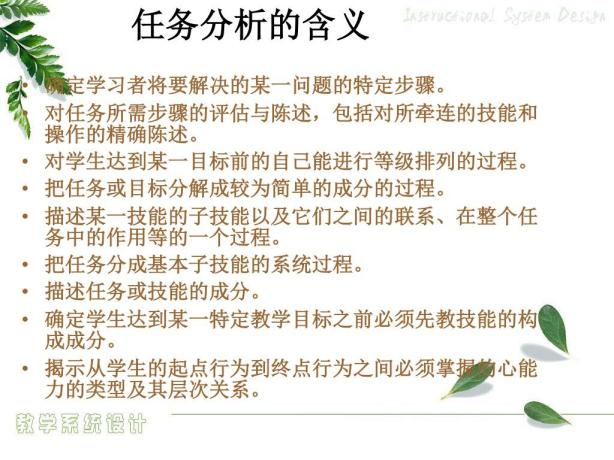 Instructional System Design
任务分析的含义
• 确定学习者将要解决的某一问题的特定步骤。
对任务所需步骤的评估与陈述，包括对所牵连的技能和
操作的精确陈述。
• 对学生达到某一目标前的自己能进行等级排列的过程。
• 把任务或目标分解成较为简单的成分的过程。
• 描述某一技能的子技能以及它们之间的联系、在整个任
务中的作用等的一个过程。
• 把任务分成基本子技能的系统过程。
• 描述任务或技能的成分。
• 确定学生达到某一特定教学目标之前必须先教技能的构
成成分。
• 揭示从学生的起点行为到终点行为之间必须掌握的心能
力的类型及其层次关系。
教学系统设计